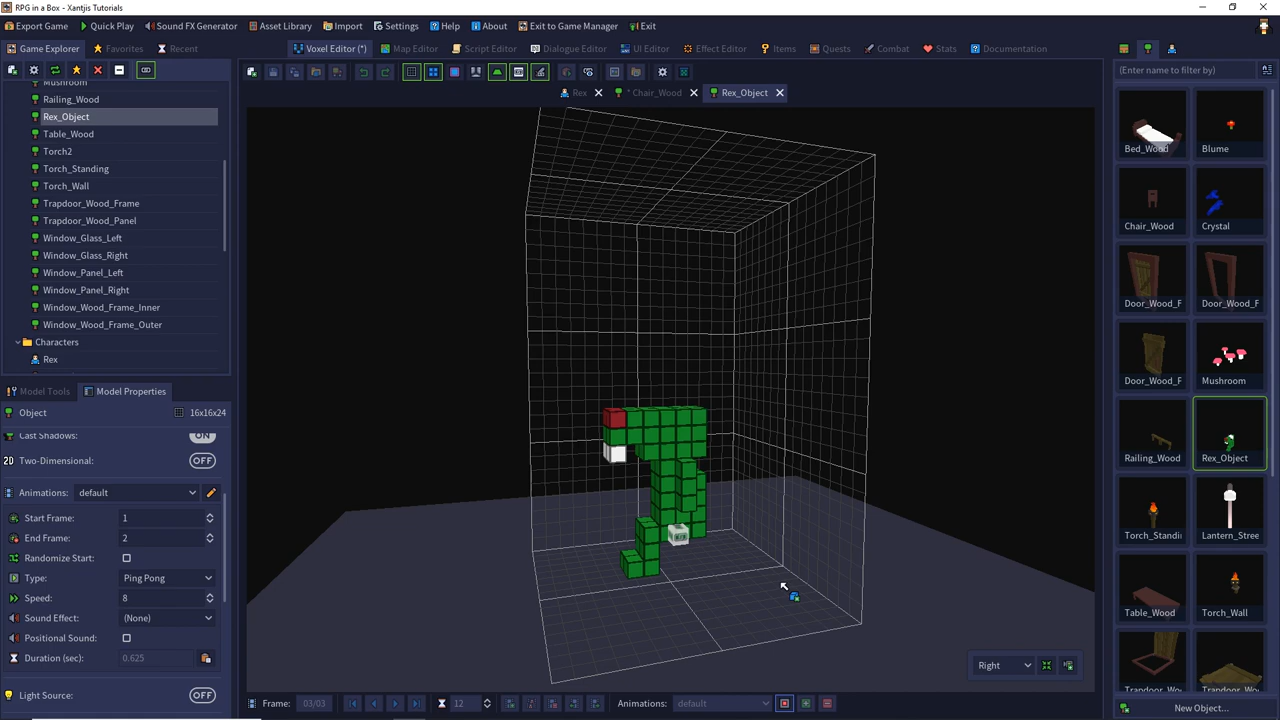 RPG in a Box - Xantjis Tutorials
Export Game Quick Play Sound FX Generator Asset Library Import Settings Help About Exit to Game Manager Exit
Game Explorer Favorites Recent Voxel Editor (*) Map Editor Script Editor Dialogue Editor UI Editor Effect Editor Items Quests Combat Stats Documentation
(Enter name to filter by)
Rex * Chair_Wood Rex_Object
Mushroom
Railing_Wood
Rex_Object
Table_Wood
Torch2
Torch_Standing
Torch_Wall
Trapdoor_Wood_Frame
Trapdoor_Wood_Panel
Window_Glass_Left
Window_Glass_Right
Window_Panel_Left
Window_Panel_Right
Window_Wood_Frame_Inner
Window_Wood_Frame_Outer
Characters
Rex
Model Tools Model Properties
Object 16x16x24
Cast Shadows: ON
Two-Dimensional: OFF
2D
Animations: default
Start Frame: 1
End Frame: 2
Randomize Start:
Type: Ping Pong
Speed: 8
Sound Effect: (None)
Positional Sound:
Duration (sec): 0.625
Light Source: OFF
Right
Frame: 03/03 12 Animations: default
Bed_Wood Blume
Chair_Wood Crystal
Door_Wood_F Door_Wood_F
Door_Wood_F Mushroom
Railing_Wood Rex_Object
Torch_Standi Lantern_Stree
Table_Wood Torch_Wall
Trapdoor_Wo Trapdoor_Wo
New Object...